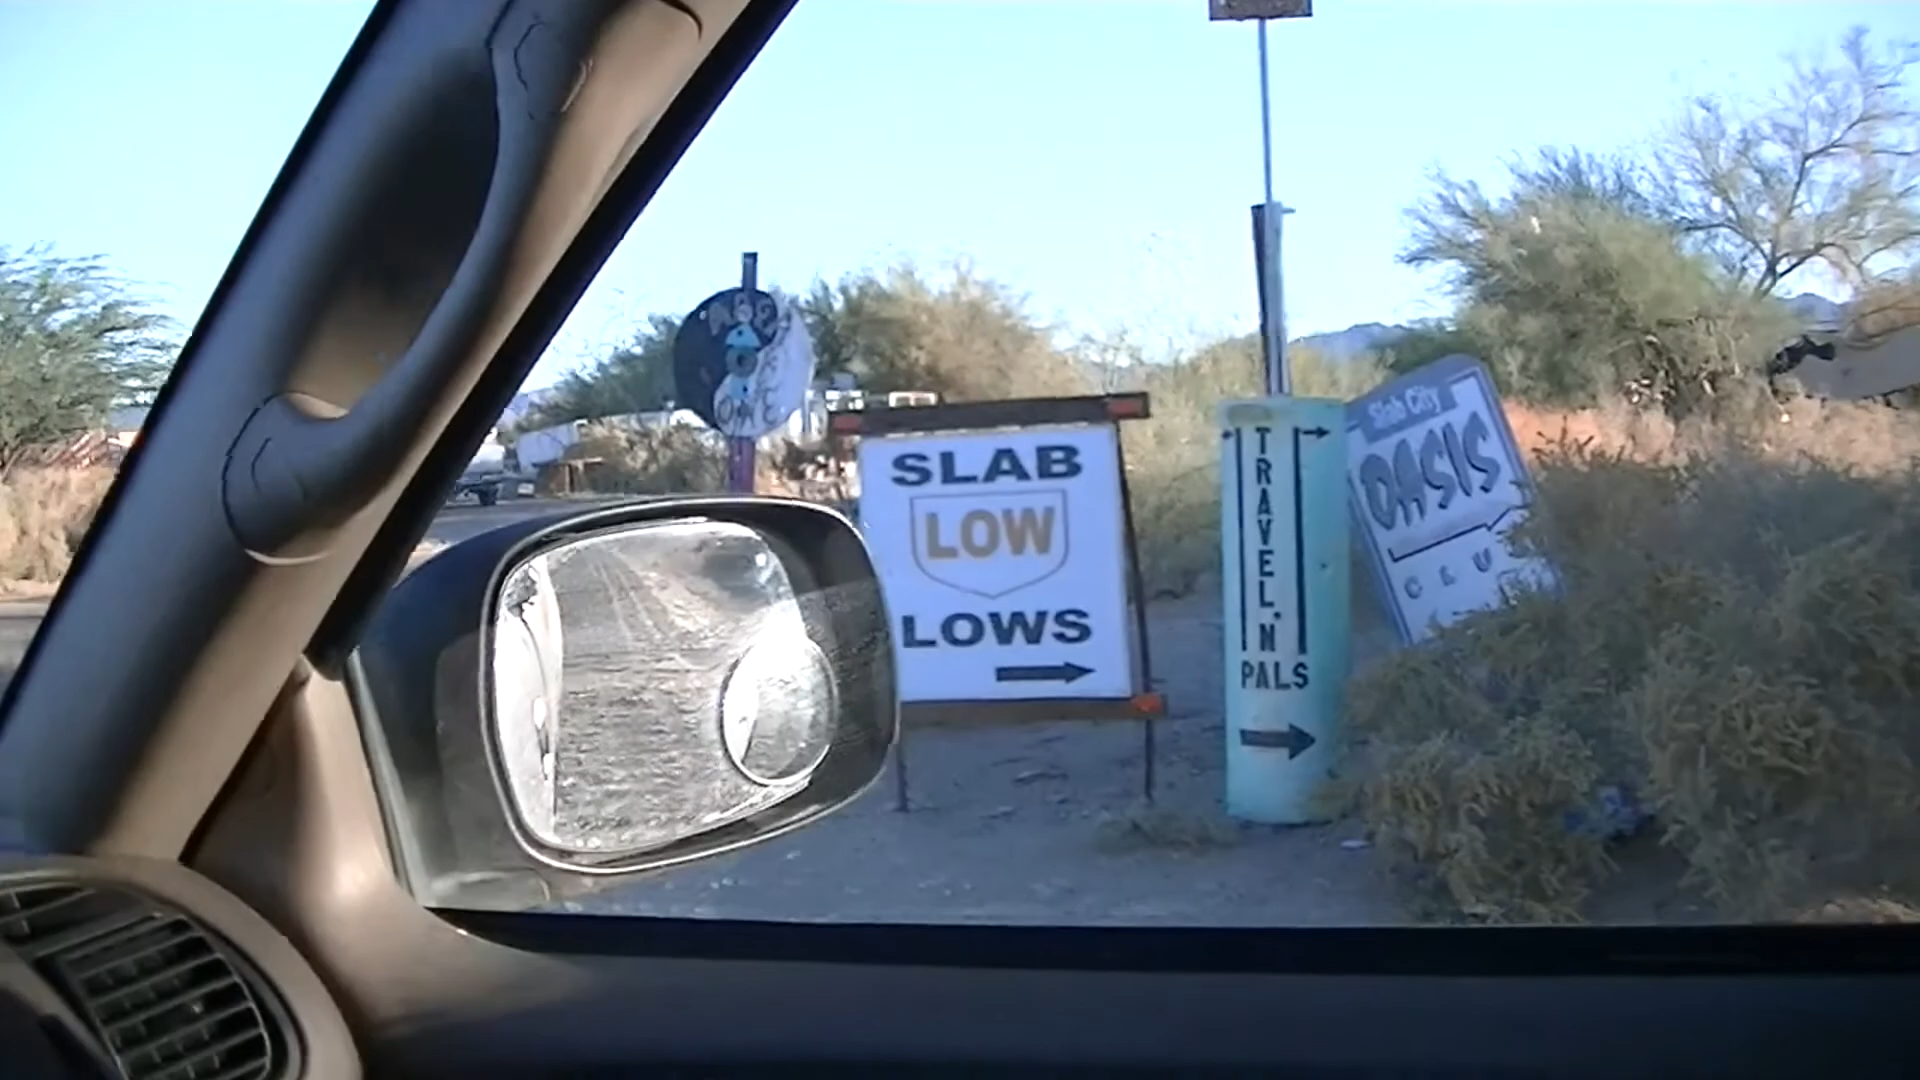 SLAB
LOW
LOWS
TRAVEL'N
PALS
Slab City
OASIS